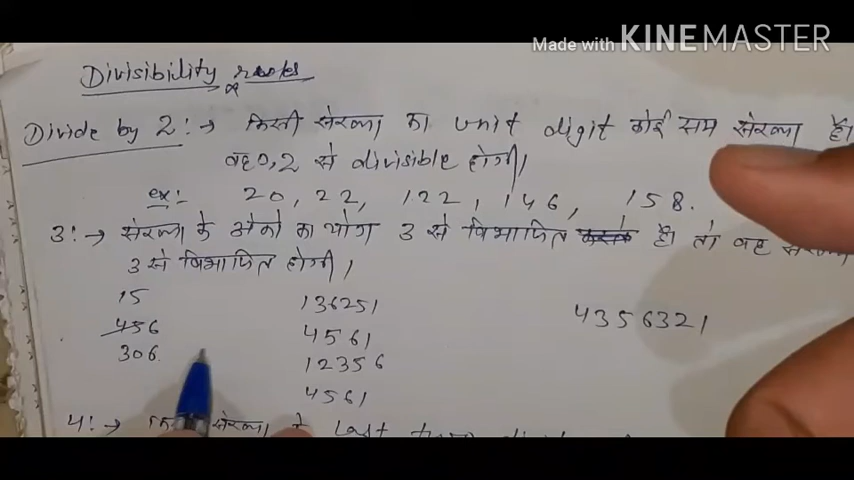 Made with KINEMASTER
Divisibility rules
Divide by 2:→ किसी संख्या का unit digit कोई सम संख्या हो
वह 0, 2 से divisible होगी।
ex:- 20, 22, 122, 146, 158.
3:→ संख्या के अंको का योग 3 से विभाजित हो तो वह
3 से विभाजित होगी।
15 136251 4356321
456 4561
306. 12356
4561
4:→ संख्या के Last